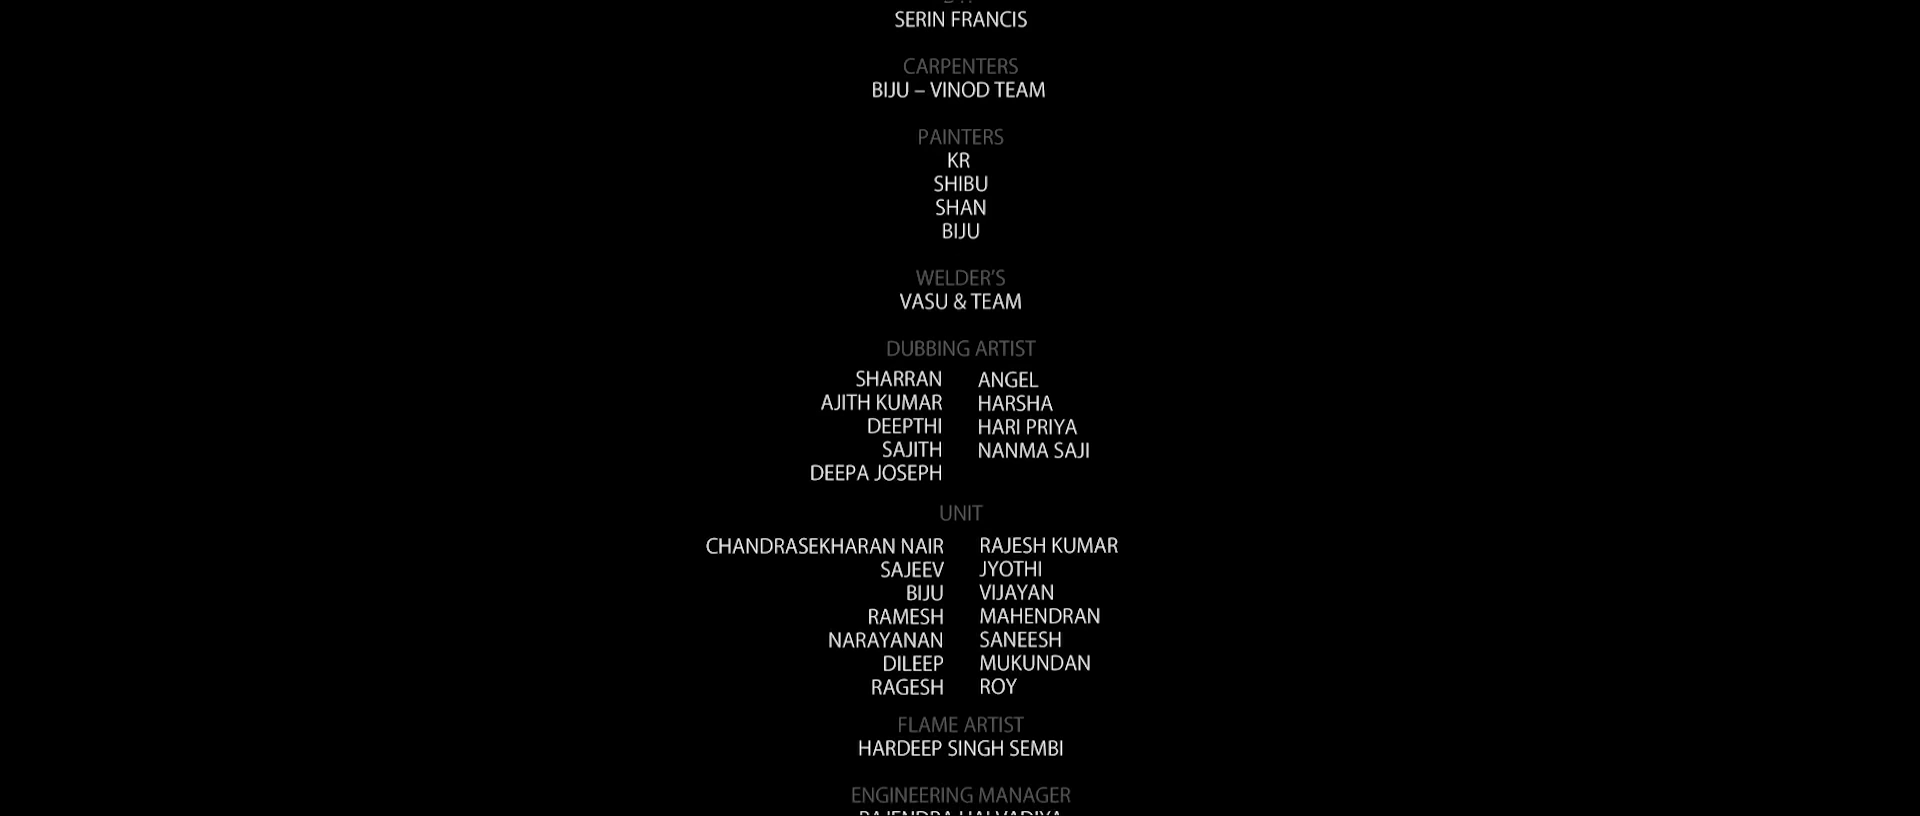 SERIN FRANCIS
CARPENTERS
BIJU – VINOD TEAM
PAINTERS
KR
SHIBU
SHAN
BIJU
WELDER'S
VASU & TEAM
DUBBING ARTIST
SHARRAN ANGEL
AJITH KUMAR HARSHA
DEEPTHI HARI PRIYA
SAJITH NANMA SAJI
DEEPA JOSEPH
UNIT
CHANDRASEKHARAN NAIR RAJESH KUMAR
SAJEEV JYOTHI
BIJU VIJAYAN
RAMESH MAHENDRAN
NARAYANAN SANEESH
DILEEP MUKUNDAN
RAGESH ROY
FLAME ARTIST
HARDEEP SINGH SEMBI
ENGINEERING MANAGER